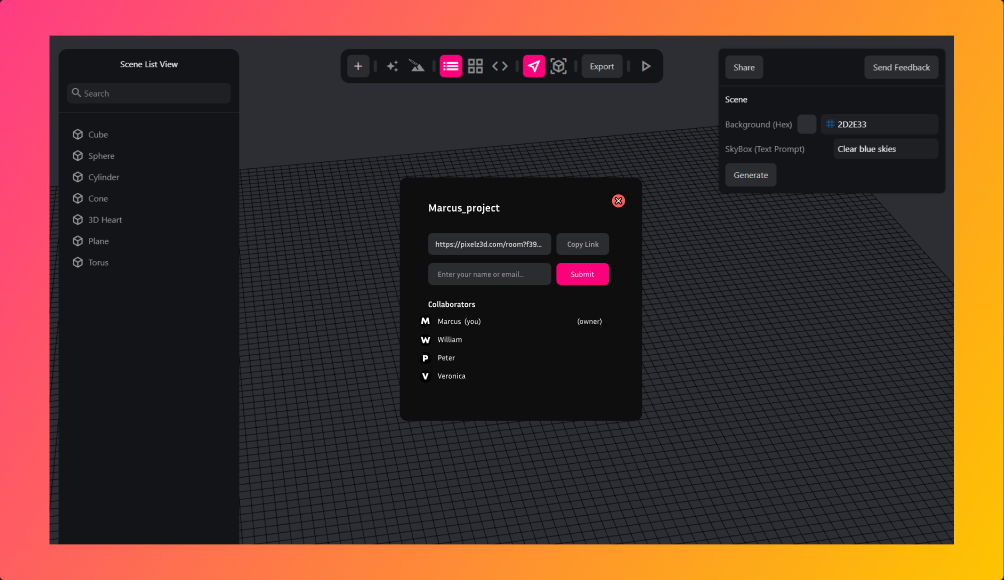 Scene List View
Search
Cube
Sphere
Cylinder
Cone
3D Heart
Plane
Torus
Export
Share
Send Feedback
Scene
Background (Hex)
# 2D2E33
SkyBox (Text Prompt)
Clear blue skies
Generate
Marcus_project
https://pixelz3d.com/room?f39...
Copy Link
Enter your name or email...
Submit
Collaborators
M Marcus (you) (owner)
W William
P Peter
V Veronica